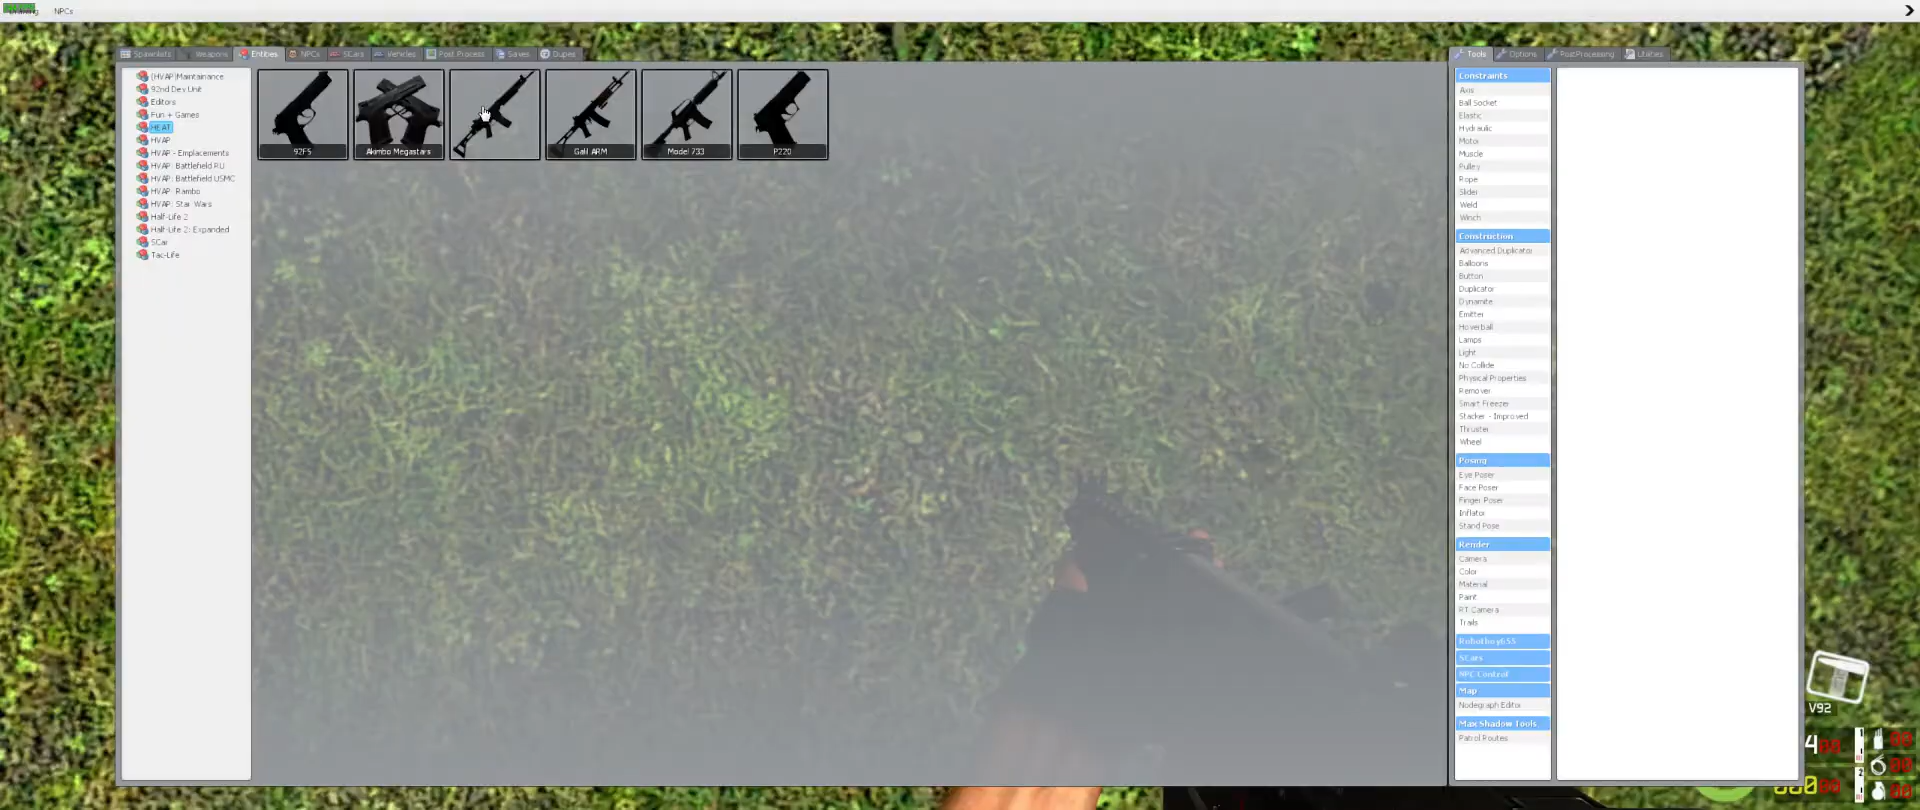 NPCs
Spawnlists Weapons Entities NPCs SCars Vehicles Post Process Saves Dupes
(HVAP)Maintainance
92nd Dev Unit
Editors
Fun + Games
HEAT
HVAP
HVAP - Emplacements
HVAP: Battlefield RU
HVAP: Battlefield USMC
HVAP: Rambo
HVAP: Star Wars
Half-Life 2
Half-Life 2: Expanded
SCar
Tac-Life
92FS
Akimbo Megastars
Galil ARM
Model 733
P220
Tools Options PostProcessing Utilities
Constraints
Axis
Ball Socket
Elastic
Hydraulic
Motor
Muscle
Pulley
Rope
Slider
Weld
Winch
Construction
Advanced Duplicator
Balloons
Button
Duplicator
Dynamite
Emitter
Hoverball
Lamps
Light
No Collide
Physical Properties
Remover
Smart Freezer
Stacker - Improved
Thruster
Wheel
Posing
Eye Poser
Face Poser
Finger Poser
Inflator
Stand Pose
Render
Camera
Color
Material
Paint
RT Camera
Trails
Robotboy655
SCars
NPC Control
Map
Nodegraph Editor
Max Shadow Tools
Patrol Routes
V92